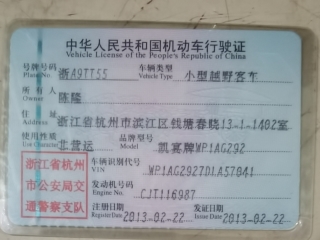 中华人民共和国机动车行驶证
Vehicle License of the People's Republic of China
号牌号码 浙A9TT55 车辆类型 小型越野客车
Plate No. Vehicle Type
所有人 陈隆
Owner
住址 浙江省杭州市滨江区钱塘春晓13-1-1402室
Address
使用性质 非营运 品牌型号 凯宴牌WP1AG292
Use Character Model
浙江省杭州 车辆识别代号 WP1AG2927DLA57041
VIN
市公安局交 发动机号码 CJT116987
Engine No.
通警察支队 注册日期 2013-02-22 发证日期 2013-02-22
Register Date Issue Date